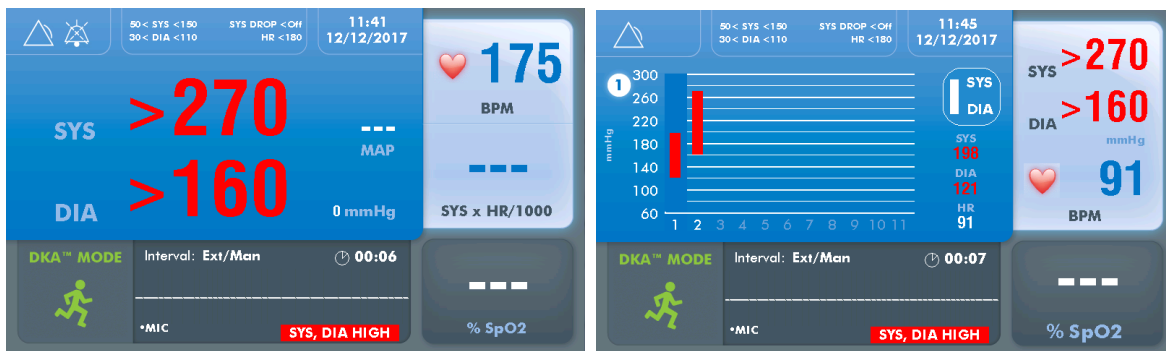 50< SYS <150 SYS DROP <Off
30< DIA <110 HR <180
11:41
12/12/2017
SYS >270
DIA >160
---
MAP
0 mmHg
175
BPM
---
SYS x HR/1000
DKA™ MODE
Interval: Ext/Man 00:06
•MIC
SYS, DIA HIGH
---
% SpO2
50< SYS <150 SYS DROP <Off
30< DIA <110 HR <180
11:45
12/12/2017
1
mmHg
300
260
220
180
140
100
60
1 2 3 4 5 6 7 8 9 10 11
SYS
DIA
SYS
198
DIA
121
HR
91
SYS >270
DIA >160
mmHg
91
BPM
DKA™ MODE
Interval: Ext/Man 00:07
•MIC
SYS, DIA HIGH
---
% SpO2